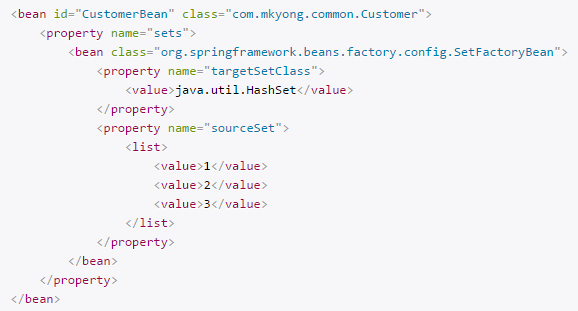 <bean id="CustomerBean" class="com.mkyong.common.Customer">
<property name="sets">
<bean class="org.springframework.beans.factory.config.SetFactoryBean">
<property name="targetSetClass">
<value>java.util.HashSet</value>
</property>
<property name="sourceSet">
<list>
<value>1</value>
<value>2</value>
<value>3</value>
</list>
</property>
</bean>
</property>
</bean>